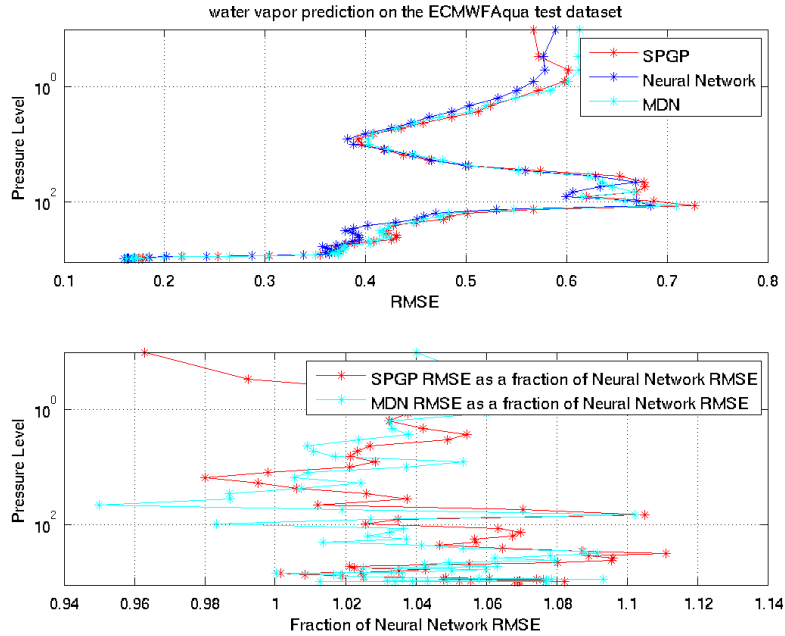 water vapor prediction on the ECMWFAqua test dataset
SPGP
Neural Network
MDN
Pressure Level
10^0
10^2
0.1 0.2 0.3 0.4 0.5 0.6 0.7 0.8
RMSE
SPGP RMSE as a fraction of Neural Network RMSE
MDN RMSE as a fraction of Neural Network RMSE
Pressure Level
10^0
10^2
0.94 0.96 0.98 1 1.02 1.04 1.06 1.08 1.1 1.12 1.14
Fraction of Neural Network RMSE